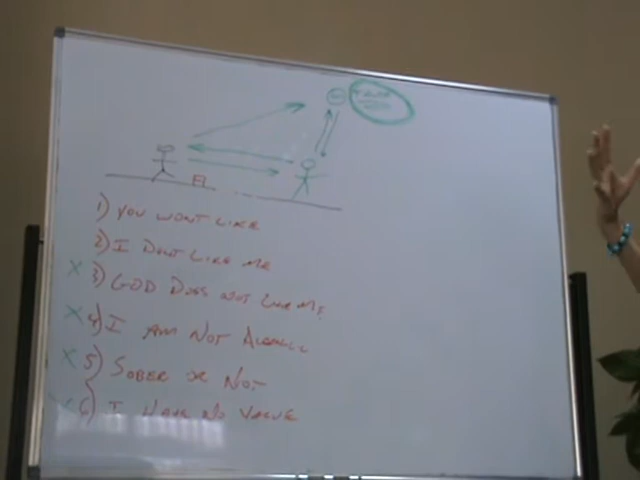 EL
1) YOU WONT LIKE
2) I DONT LIKE ME
X 3) GOD DOES NOT LIKE ME
X 4) I AM NOT
X 5) SOBER OR NOT
6) I HAVE NO VALUE